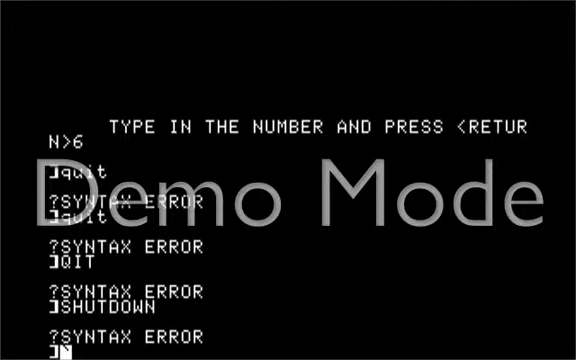 TYPE IN THE NUMBER AND PRESS <RETUR
N>6
]quit
?SYNTAX ERROR
]quit
Demo Mode
?SYNTAX ERROR
]QIT
?SYNTAX ERROR
]SHUTDOWN
?SYNTAX ERROR
]